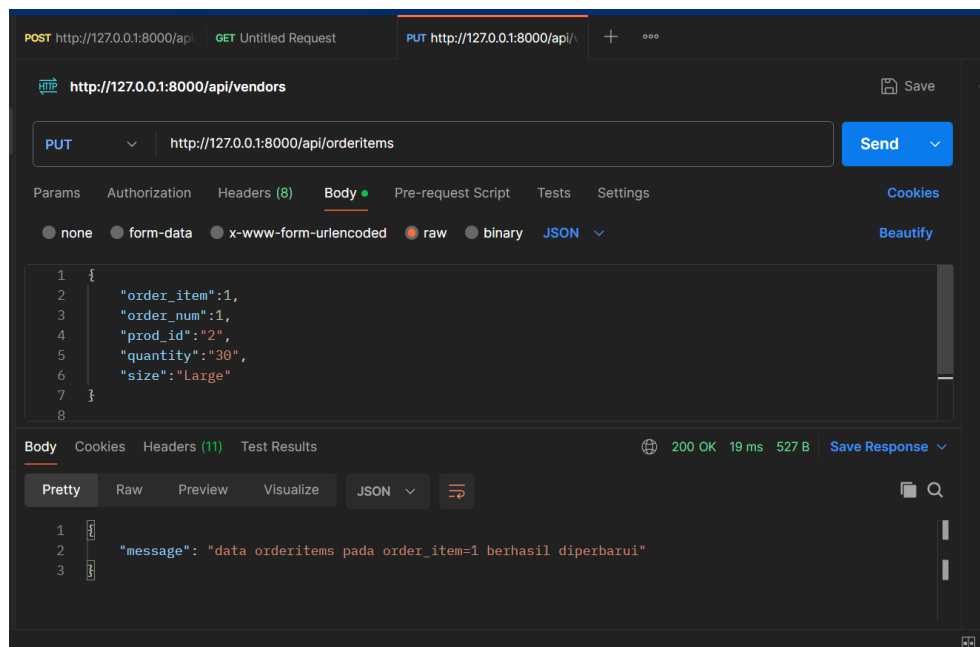 POST http://127.0.0.1:8000/api GET Untitled Request PUT http://127.0.0.1:8000/api/
HTTP http://127.0.0.1:8000/api/vendors Save
PUT http://127.0.0.1:8000/api/orderitems Send
Params Authorization Headers (8) Body Pre-request Script Tests Settings Cookies
none form-data x-www-form-urlencoded raw binary JSON Beautify
1 {
2 "order_item":1,
3 "order_num":1,
4 "prod_id":"2",
5 "quantity":"30",
6 "size":"Large"
7 }
8
Body Cookies Headers (11) Test Results 200 OK 19 ms 527 B Save Response
Pretty Raw Preview Visualize JSON
1 {
2 "message": "data orderitems pada order_item=1 berhasil diperbarui"
3 }